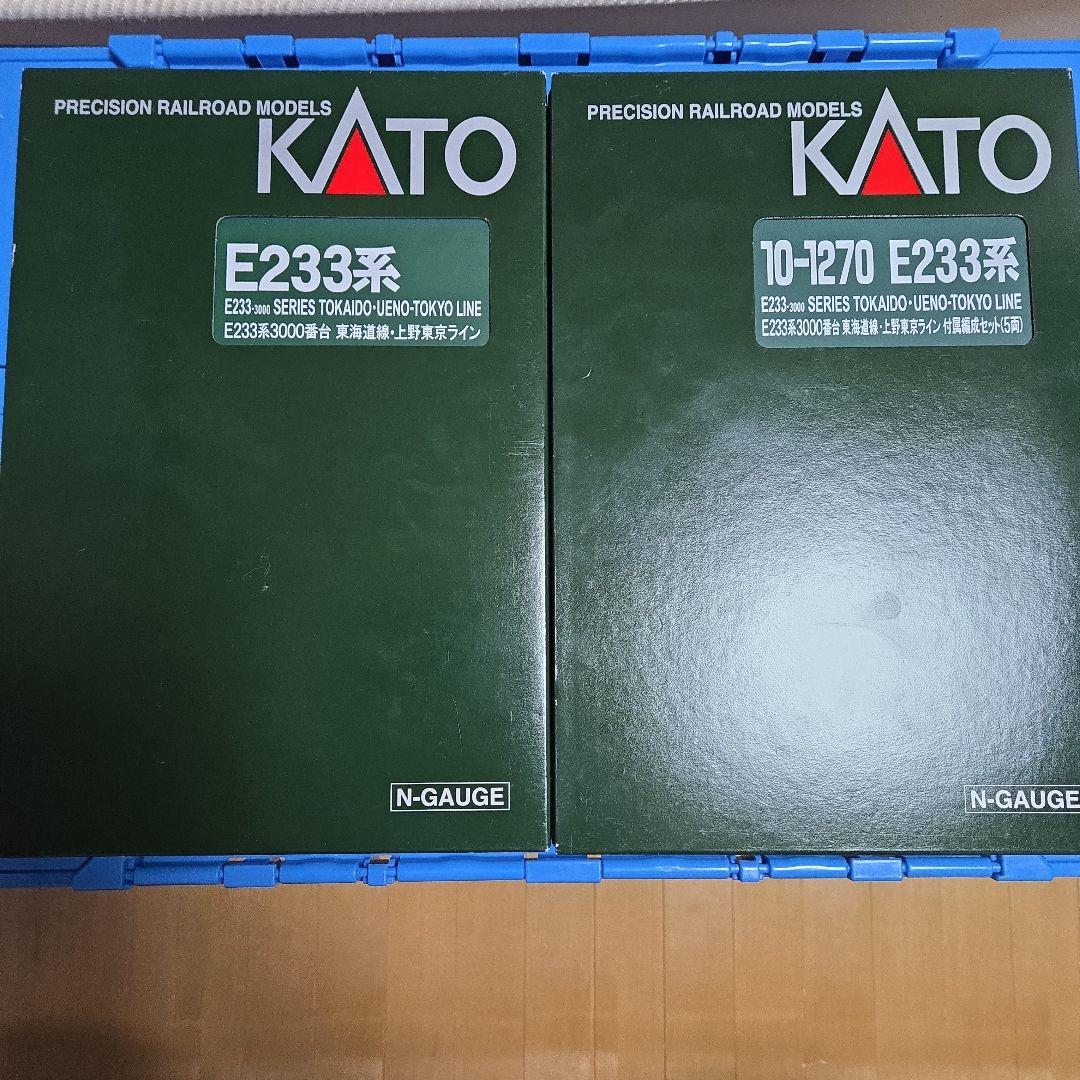 PRECISION RAILROAD MODELS
KATO
E233系
E233-3000 SERIES TOKAIDO・UENO-TOKYO LINE
E233系3000番台 東海道線・上野東京ライン
N-GAUGE
PRECISION RAILROAD MODELS
KATO
10-1270 E233系
E233-3000 SERIES TOKAIDO・UENO-TOKYO LINE
E233系3000番台 東海道線・上野東京ライン 付属編成セット(5両)
N-GAUGE